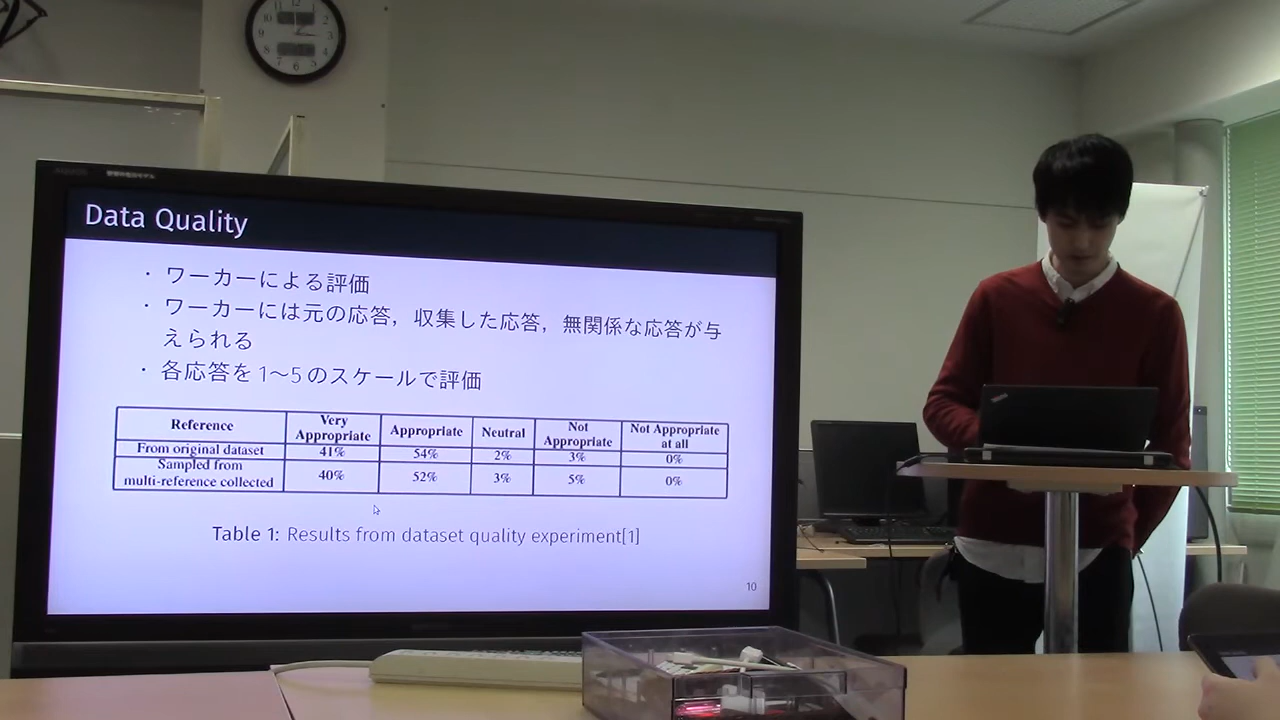 Data Quality
・ ワーカーによる評価
・ ワーカーには元の応答，収集した応答，無関係な応答が与
えられる
・ 各応答を 1〜5 のスケールで評価
Reference Very Appropriate Appropriate Neutral Not Appropriate Not Appropriate at all
From original dataset 41% 54% 2% 3% 0%
Sampled from multi-reference collected 40% 52% 3% 5% 0%
Table 1: Results from dataset quality experiment[1]
10